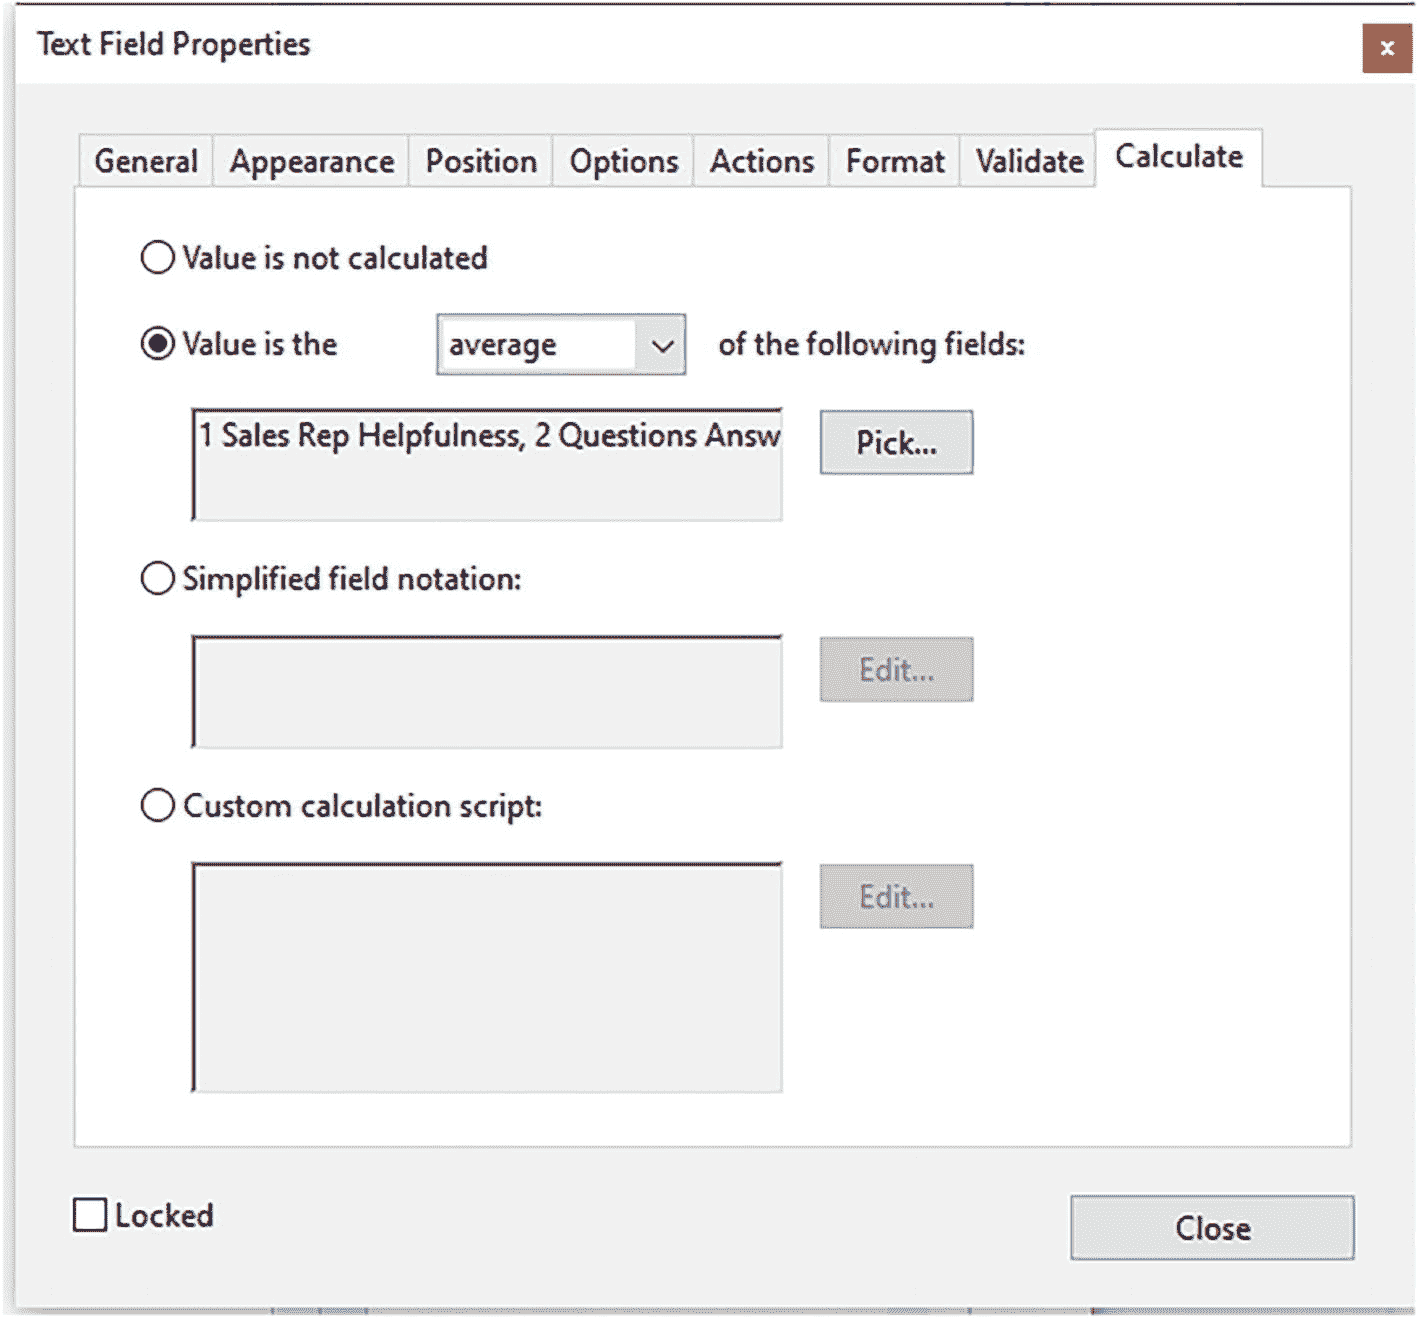 Text Field Properties
x
General Appearance Position Options Actions Format Validate Calculate
Value is not calculated
Value is the average of the following fields:
1 Sales Rep Helpfulness, 2 Questions Answ
Pick...
Simplified field notation:
Edit...
Custom calculation script:
Edit...
Locked
Close